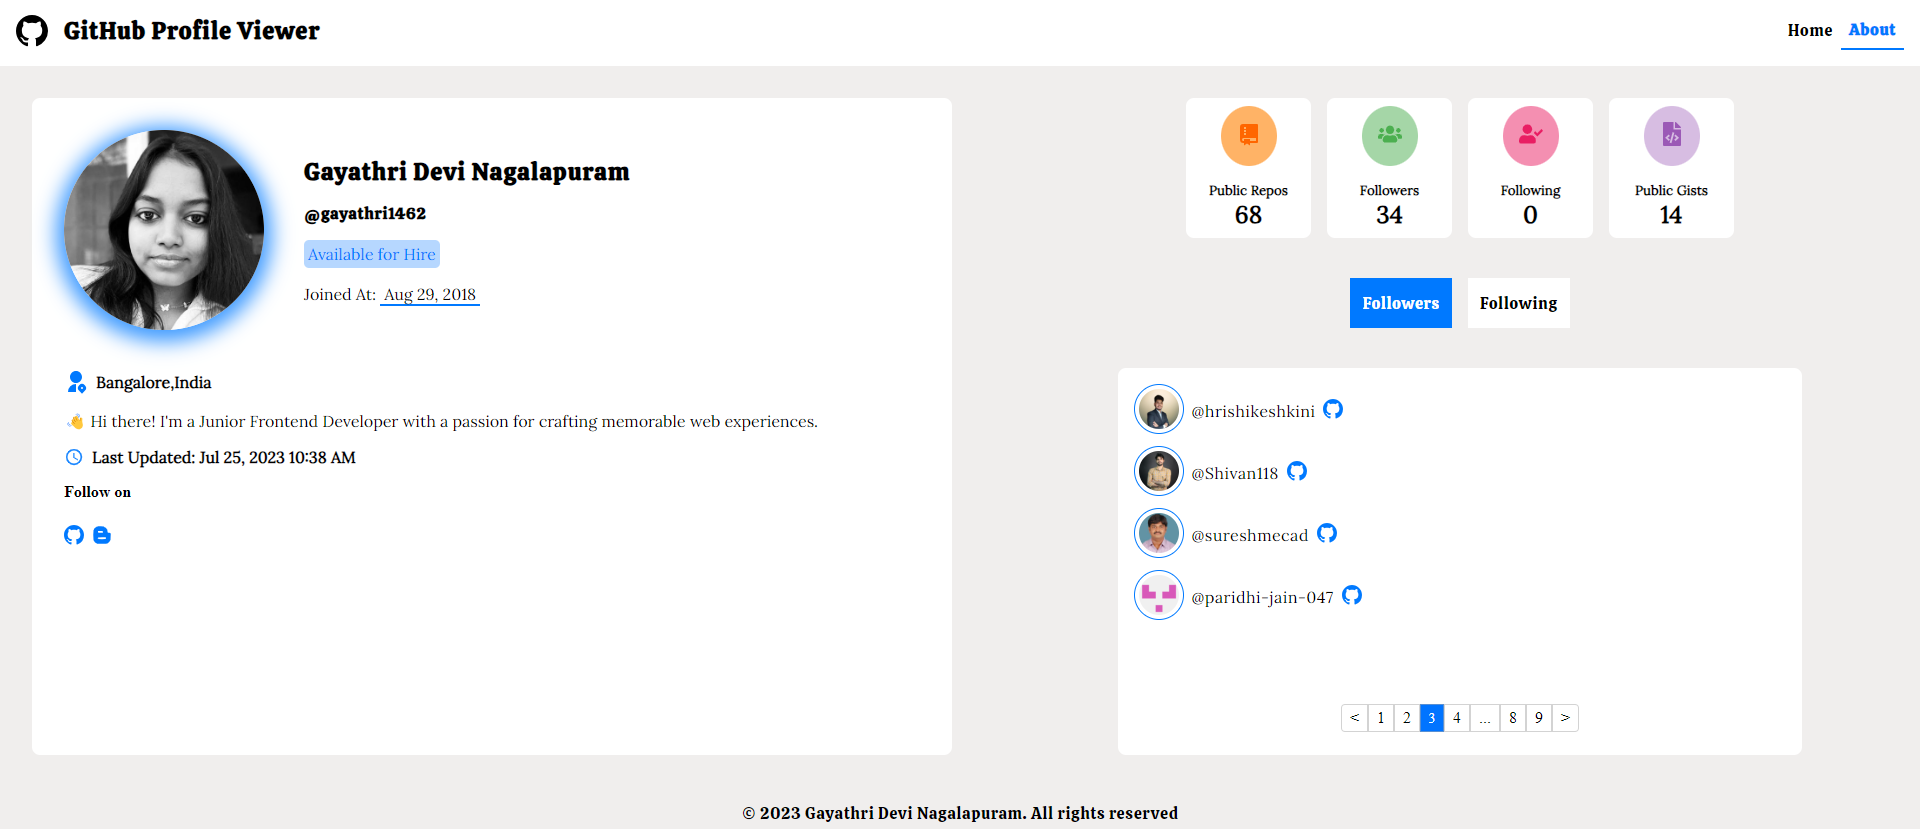 GitHub Profile Viewer
Home About
Gayathri Devi Nagalapuram
@gayathri1462
Available for Hire
Joined At: Aug 29, 2018
Bangalore,India
👋 Hi there! I'm a Junior Frontend Developer with a passion for crafting memorable web experiences.
Last Updated: Jul 25, 2023 10:38 AM
Follow on
Public Repos
68
Followers
34
Following
0
Public Gists
14
Followers Following
@hrishikeshkini
@Shivan118
@sureshmecad
@paridhi-jain-047
< 1 2 3 4 ... 8 9 >
© 2023 Gayathri Devi Nagalapuram. All rights reserved